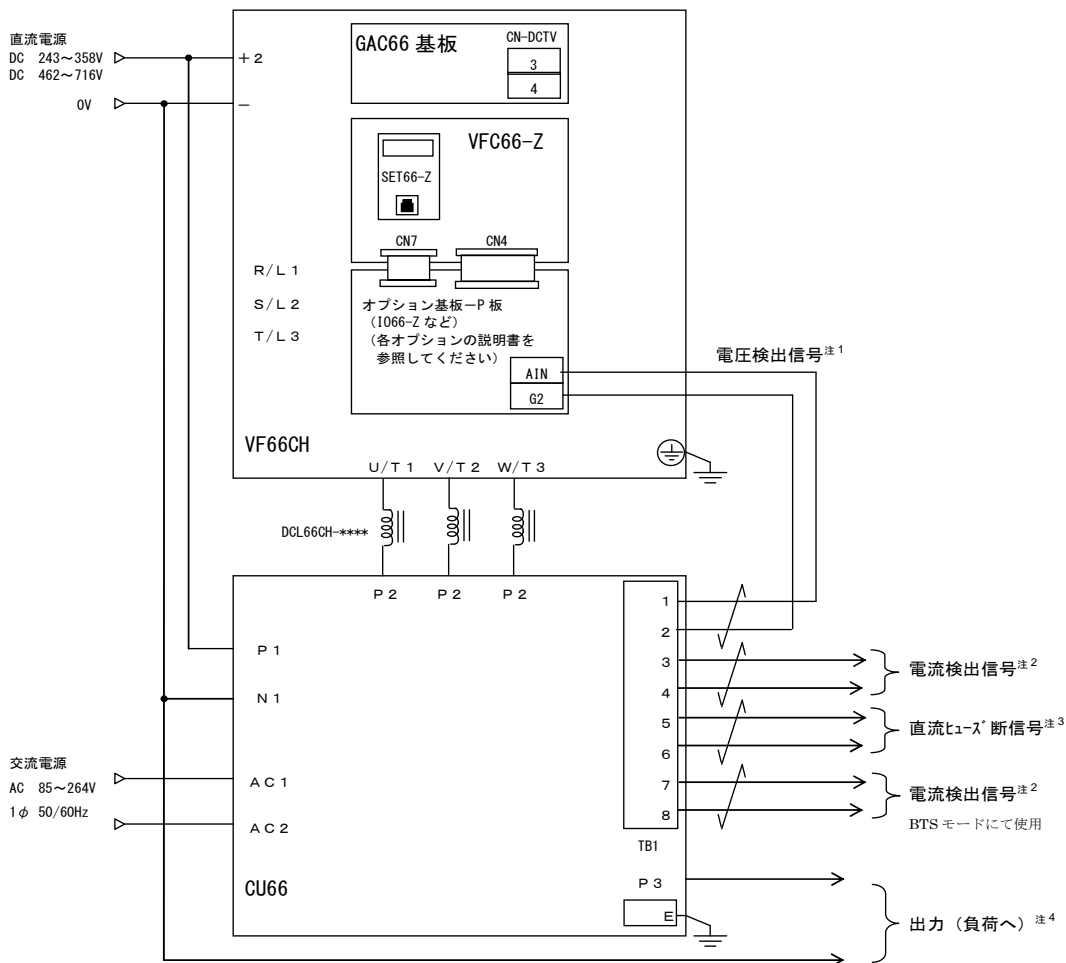 直流電源
DC 243～358V
DC 462～716V
0V
＋2
－
GAC66 基板
CN-DCTV
3
4
VFC66-Z
SET66-Z
CN7
CN4
R/L1
S/L2
T/L3
オプション基板－P 板
（IO66-Z など）
（各オプションの説明書を
参照してください）
AIN
G2
電圧検出信号注1
VF66CH
U/T1 V/T2 W/T3
DCL66CH-****
P2 P2 P2
1
2
3
4
5
6
7
8
TB1
P1
N1
電流検出信号注2
直流ﾋｭｰｽﾞ断信号注3
電流検出信号注2
BTS モードにて使用
交流電源
AC 85～264V
1φ 50/60Hz
AC1
AC2
CU66
P3
E
出力（負荷へ）注4